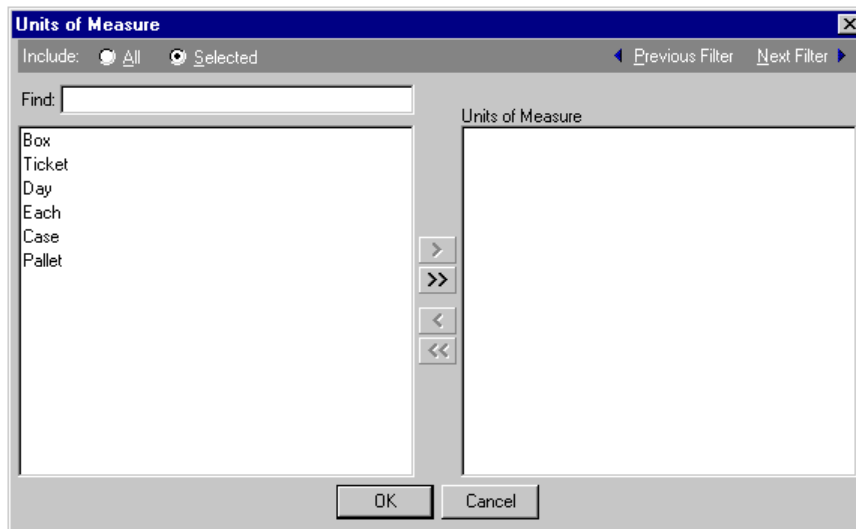 Units of Measure
Include: All Selected Previous Filter Next Filter
Find:
Units of Measure
Box
Ticket
Day
Each
Case
Pallet
>
>>
<
<<
OK Cancel